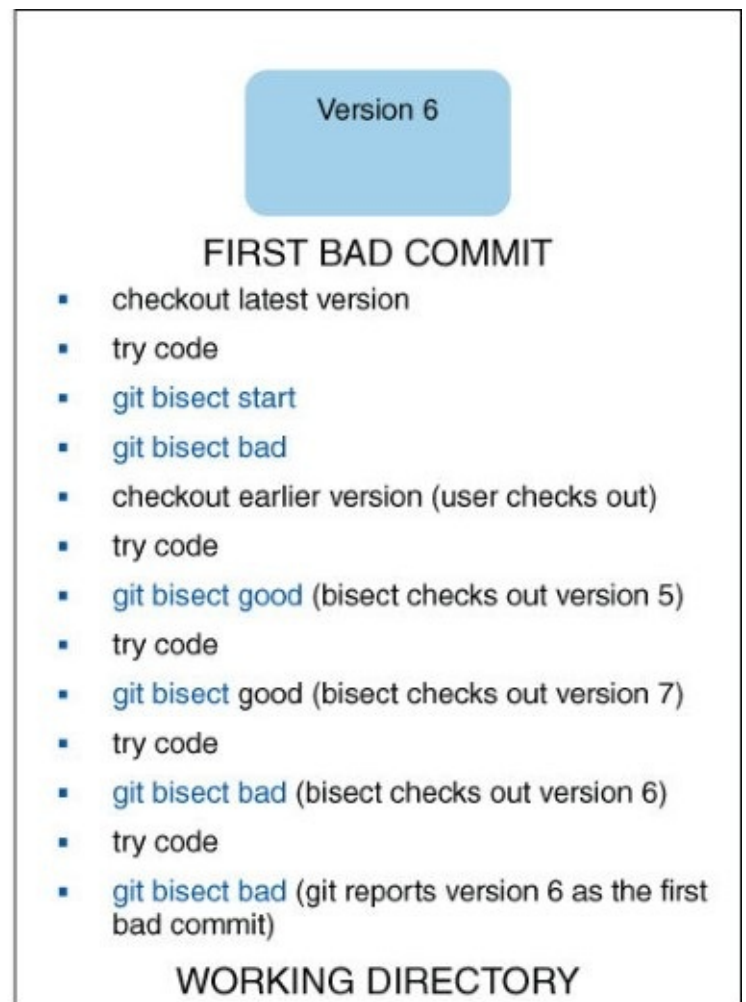 Version 6
FIRST BAD COMMIT
▪ checkout latest version
▪ try code
▪ git bisect start
▪ git bisect bad
▪ checkout earlier version (user checks out)
▪ try code
▪ git bisect good (bisect checks out version 5)
▪ try code
▪ git bisect good (bisect checks out version 7)
▪ try code
▪ git bisect bad (bisect checks out version 6)
▪ try code
▪ git bisect bad (git reports version 6 as the first
bad commit)
WORKING DIRECTORY